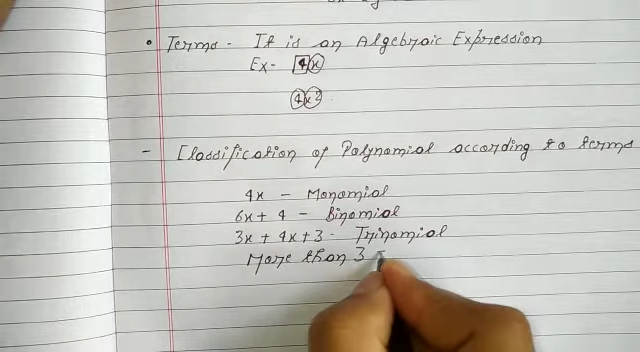 • Terms - It is an Algebraic Expression
Ex- 4x
4x²
- Classification of Polynomial according to terms
4x - Monomial
6x + 4 - Binomial
3x + 4x + 3 - Trinomial
More than 3